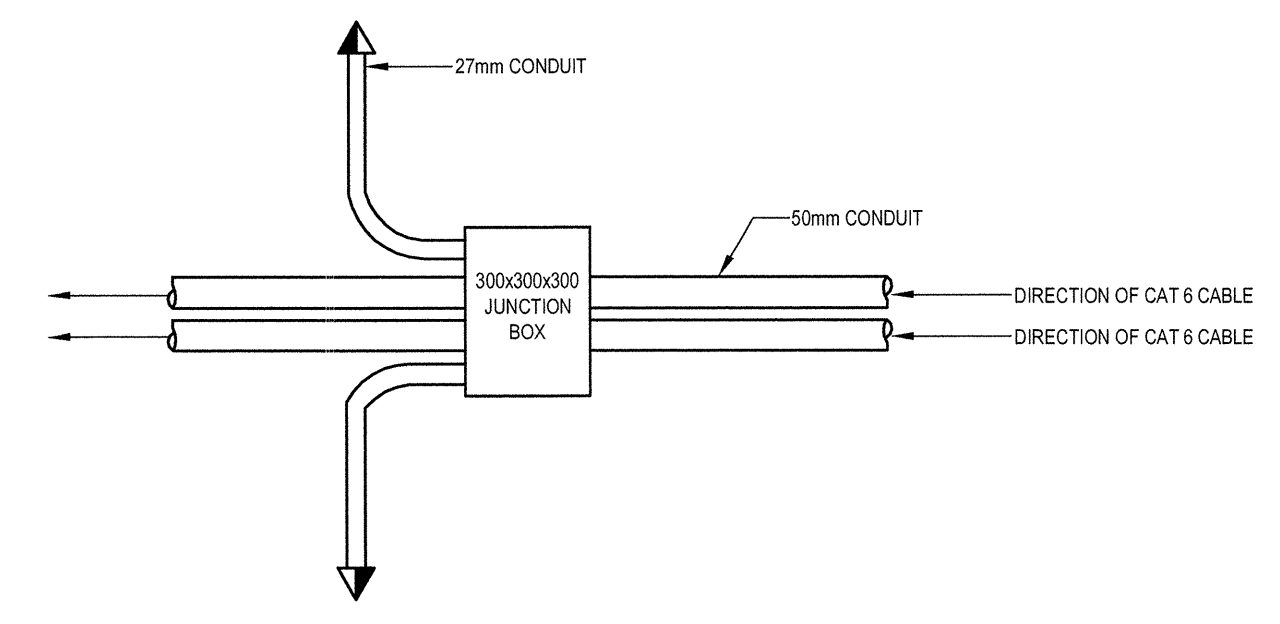 27mm CONDUIT
50mm CONDUIT
300x300x300
JUNCTION
BOX
DIRECTION OF CAT 6 CABLE
DIRECTION OF CAT 6 CABLE